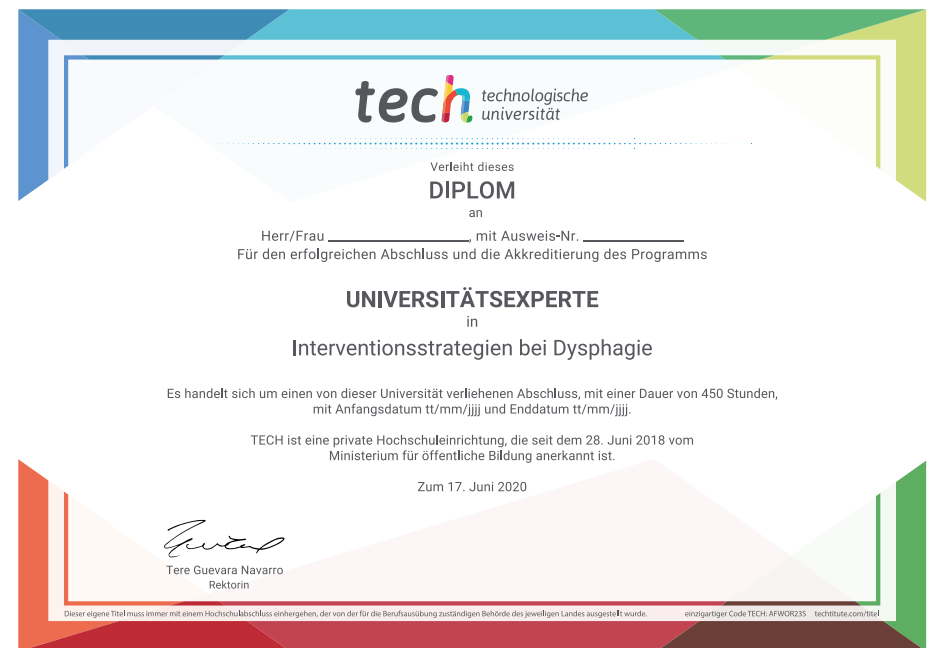 tech technologische
universität
Verleiht dieses
DIPLOM
an
Herr/Frau ____________________, mit Ausweis-Nr. ______________
Für den erfolgreichen Abschluss und die Akkreditierung des Programms
UNIVERSITÄTSEXPERTE
in
Interventionsstrategien bei Dysphagie
Es handelt sich um einen von dieser Universität verliehenen Abschluss, mit einer Dauer von 450 Stunden,
mit Anfangsdatum tt/mm/jjjj und Enddatum tt/mm/jjjj.
TECH ist eine private Hochschuleinrichtung, die seit dem 28. Juni 2018 vom
Ministerium für öffentliche Bildung anerkannt ist.
Zum 17. Juni 2020
Tere Guevara Navarro
Rektorin
Dieser eigene Titel muss immer mit einem Hochschulabschluss einhergehen, der von der für die Berufsausübung zuständigen Behörde des jeweiligen Landes ausgestellt wurde. einzigartiger Code TECH: AFWOR23S techtitute.com/titel